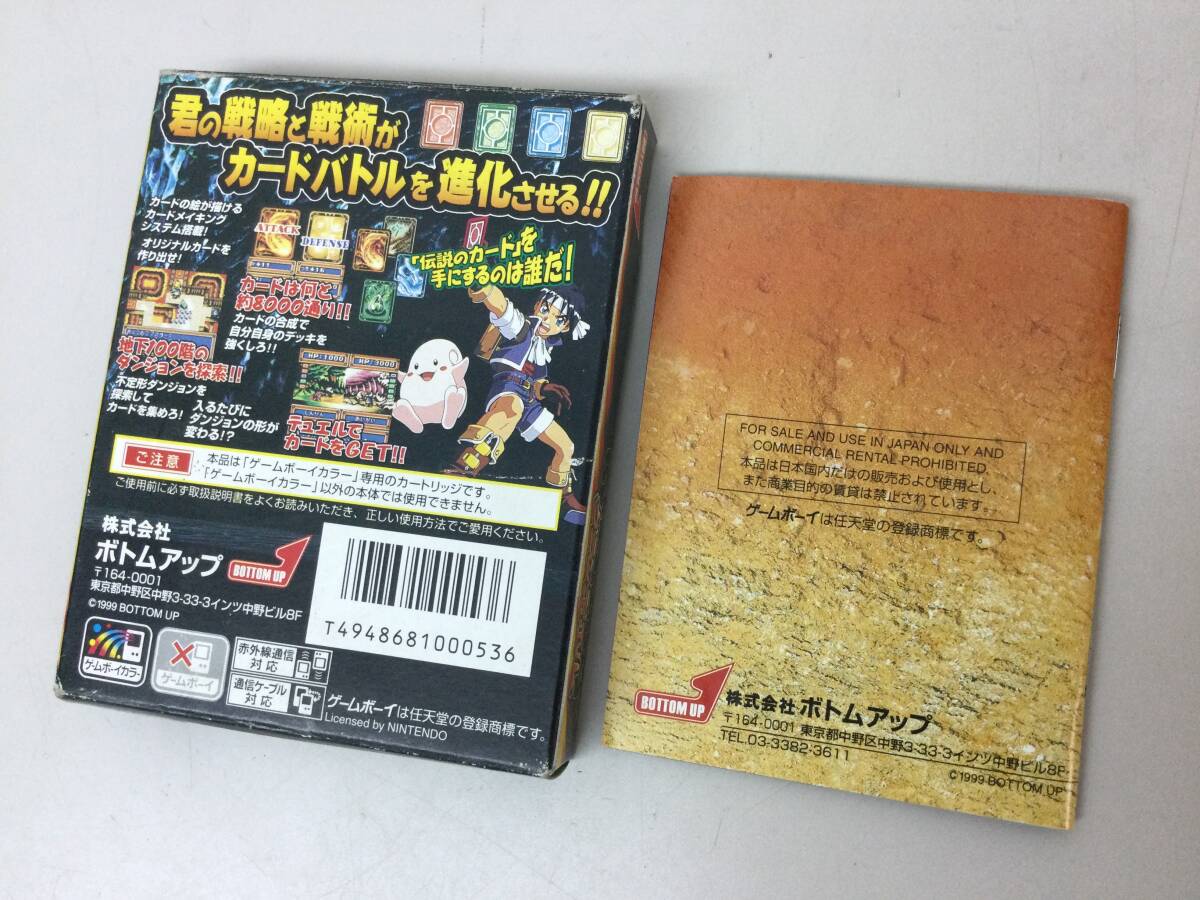 君の戦略と戦術が
カードバトルを進化させる!!
カードの絵が描ける
カードメイキング
システム搭載!
オリジナルカードを
作り出せ!
ATTACK
DEFENSE
「伝説のカード」を
手にするのは誰だ!
カードは何と
約8000通り!!
カードの合成で
自分自身のデッキを
強くしろ!!
地下100階の
ダンジョンを探索!!
不定形ダンジョンを
探索して
カードを集めろ!
入るたびに
ダンジョンの形が
変わる!?
デュエルで
カードをGET!!
ご注意
本品は「ゲームボーイカラー」専用のカートリッジです。
「ゲームボーイカラー」以外の本体では使用できません。
ご使用前に必ず取扱説明書をよくお読みいただき、正しい使用方法でご愛用ください。
株式会社
ボトムアップ
BOTTOM UP
〒164-0001
東京都中野区中野3-33-3インツ中野ビル8F
©1999 BOTTOM UP
T4948681000536
ゲームボーイカラー
ゲームボーイ
赤外線通信
対応
通信ケーブル
対応
ゲームボーイは任天堂の登録商標です。
Licensed by NINTENDO
FOR SALE AND USE IN JAPAN ONLY AND
COMMERCIAL RENTAL PROHIBITED.
本品は日本国内だけの販売および使用とし、
また商業目的の賃貸は禁止されています。
ゲームボーイは任天堂の登録商標です。
BOTTOM UP
株式会社 ボトムアップ
〒164-0001 東京都中野区中野3-33-3インツ中野ビル8F
TEL.03-3382-3611
©1999 BOTTOM UP